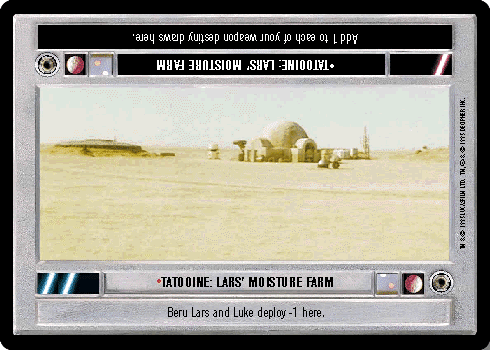 Add 1 to each of your weapon destiny draws here.
•TATOOINE: LARS' MOISTURE FARM
•TATOOINE: LARS' MOISTURE FARM
Beru Lars and Luke deploy -1 here.